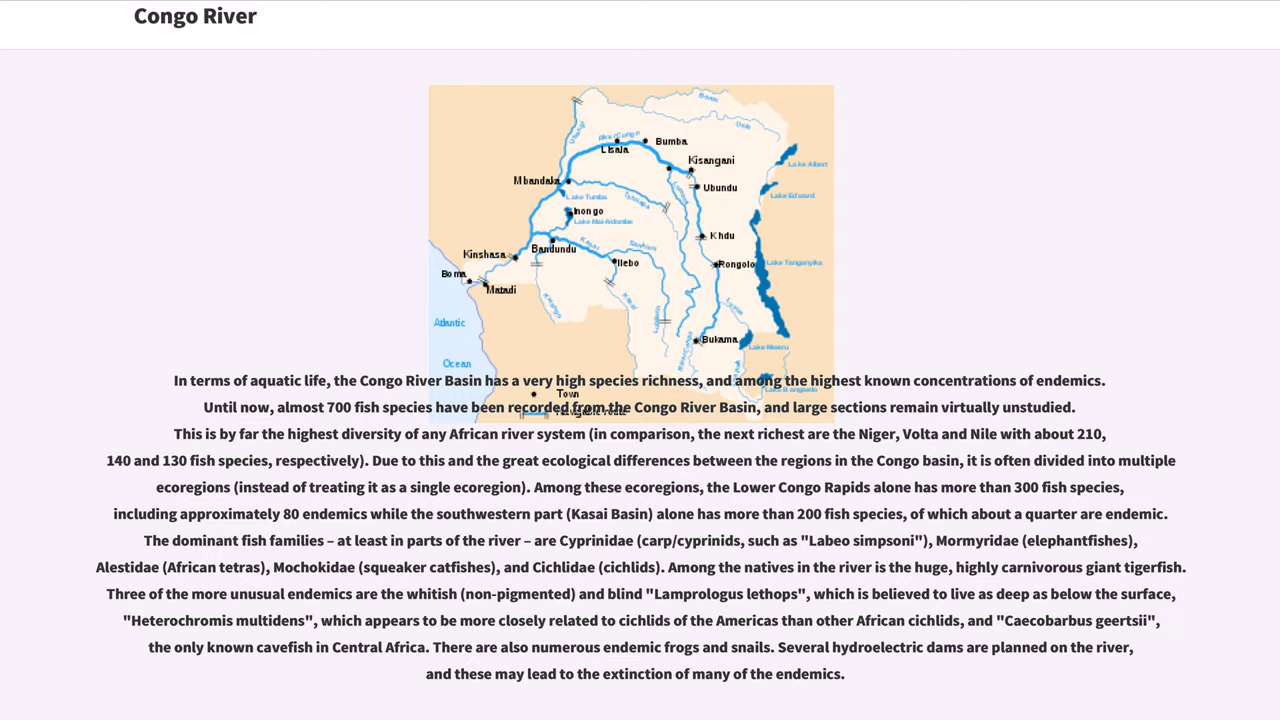 Congo River
Bomu
Uele
Ubangi
River Congo
Lisala
Bumba
Kisangani
Lake Albert
Mbandaka
Ubundu
Lake Edward
Lake Tumba
Tshuapa
Lomami
Inongo
Lake Mai-Ndombe
Kindu
Bandundu
Kasai
Sankuru
Kinshasa
Ilebo
Kongolo
Lake Tanganyika
Boma
Matadi
Kwango
Kasai
Lulua
Atlantic
Ocean
Bukama
Lake Mweru
In terms of aquatic life, the Congo River Basin has a very high species richness, and among the highest known concentrations of endemics.
Town
Until now, almost 700 fish species have been recorded from the Congo River Basin, and large sections remain virtually unstudied.
This is by far the highest diversity of any African river system (in comparison, the next richest are the Niger, Volta and Nile with about 210,
140 and 130 fish species, respectively). Due to this and the great ecological differences between the regions in the Congo basin, it is often divided into multiple
ecoregions (instead of treating it as a single ecoregion). Among these ecoregions, the Lower Congo Rapids alone has more than 300 fish species,
including approximately 80 endemics while the southwestern part (Kasai Basin) alone has more than 200 fish species, of which about a quarter are endemic.
The dominant fish families – at least in parts of the river – are Cyprinidae (carp/cyprinids, such as "Labeo simpsoni"), Mormyridae (elephantfishes),
Alestidae (African tetras), Mochokidae (squeaker catfishes), and Cichlidae (cichlids). Among the natives in the river is the huge, highly carnivorous giant tigerfish.
Three of the more unusual endemics are the whitish (non-pigmented) and blind "Lamprologus lethops", which is believed to live as deep as below the surface,
"Heterochromis multidens", which appears to be more closely related to cichlids of the Americas than other African cichlids, and "Caecobarbus geertsii",
the only known cavefish in Central Africa. There are also numerous endemic frogs and snails. Several hydroelectric dams are planned on the river,
and these may lead to the extinction of many of the endemics.